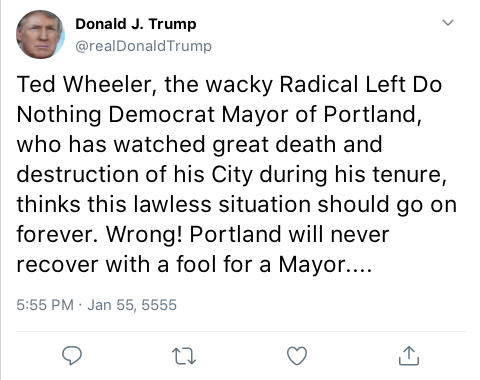 Donald J. Trump
@realDonaldTrump
Ted Wheeler, the wacky Radical Left Do
Nothing Democrat Mayor of Portland,
who has watched great death and
destruction of his City during his tenure,
thinks this lawless situation should go on
forever. Wrong! Portland will never
recover with a fool for a Mayor....
5:55 PM · Jan 55, 5555